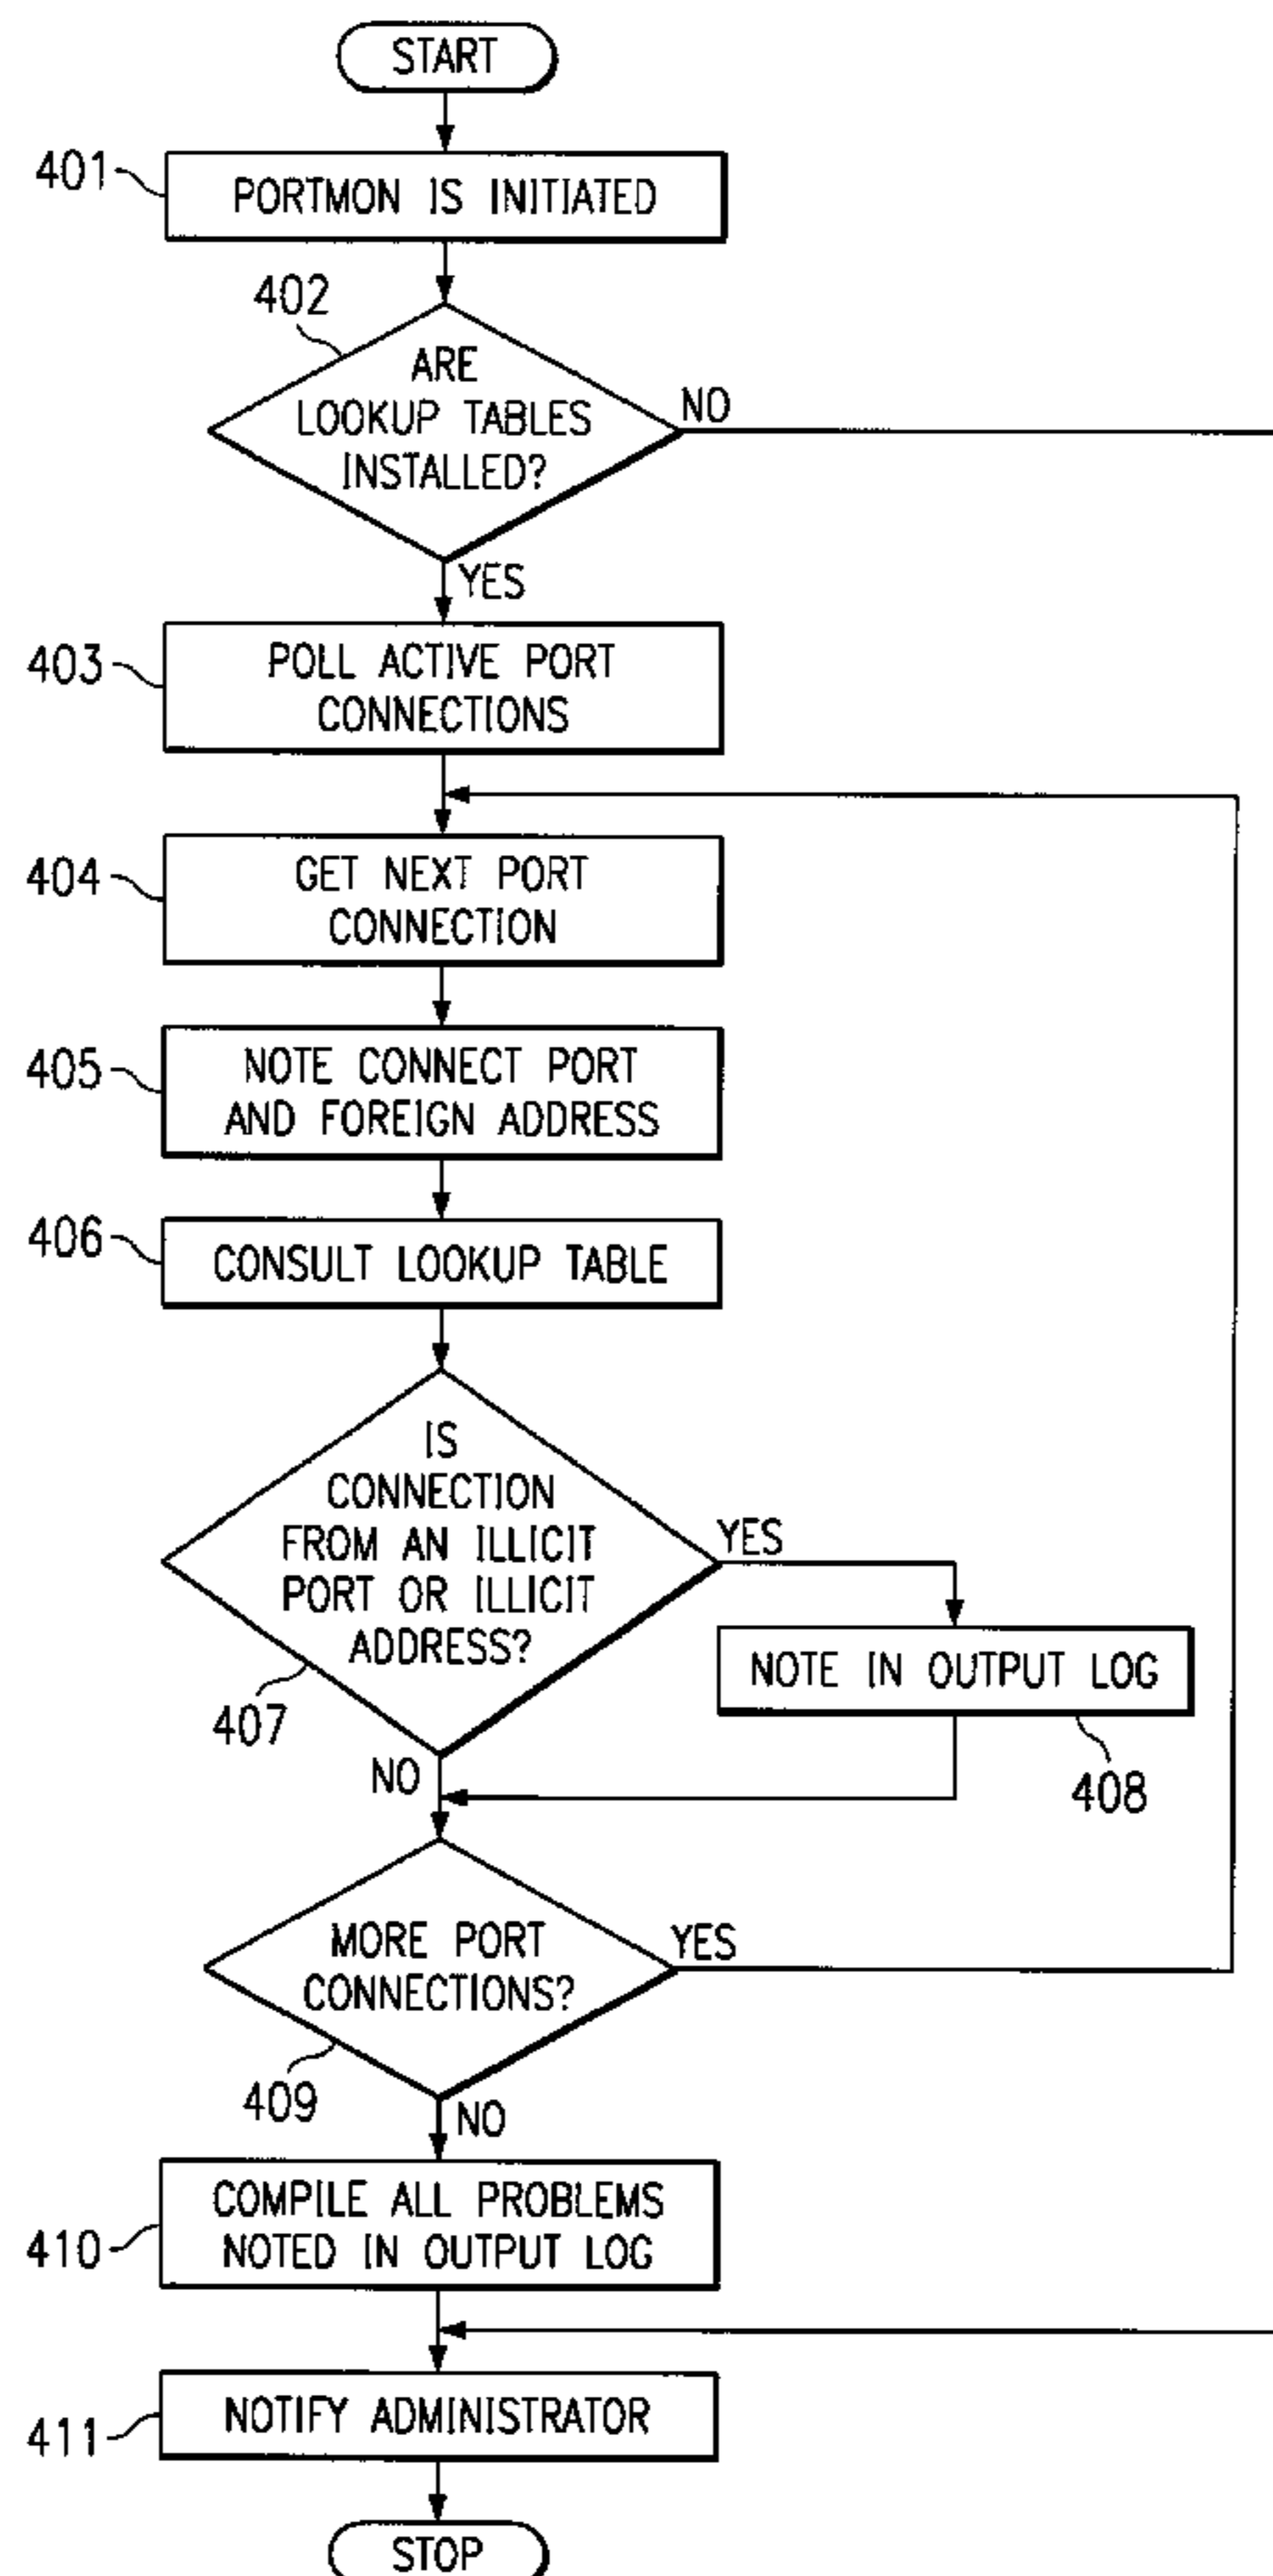 START
401
PORTMON IS INITIATED
402
ARE
LOOKUP TABLES
INSTALLED?
NO
YES
403
POLL ACTIVE PORT
CONNECTIONS
404
GET NEXT PORT
CONNECTION
405
NOTE CONNECT PORT
AND FOREIGN ADDRESS
406
CONSULT LOOKUP TABLE
IS
CONNECTION
FROM AN ILLICIT
PORT OR ILLICIT
ADDRESS?
YES
407
NOTE IN OUTPUT LOG
408
NO
MORE PORT
CONNECTIONS?
YES
409
NO
410
COMPILE ALL PROBLEMS
NOTED IN OUTPUT LOG
411
NOTIFY ADMINISTRATOR
STOP